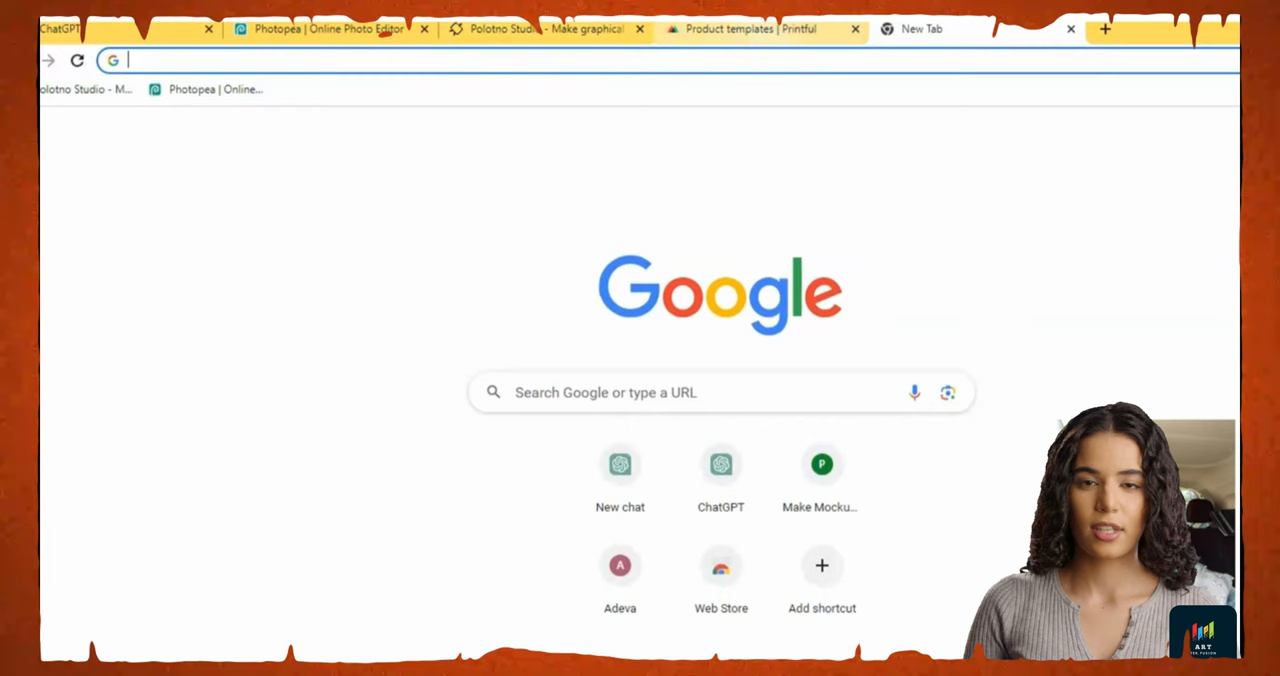 ChatGPT
Photopea | Online Photo Editor
Polotno Studio - Make graphical
Product templates | Printful
New Tab
olotno Studio - M...
Photopea | Online...
Google
Search Google or type a URL
New chat
ChatGPT
P
Make Mocku...
A
Adeva
Web Store
Add shortcut
ART